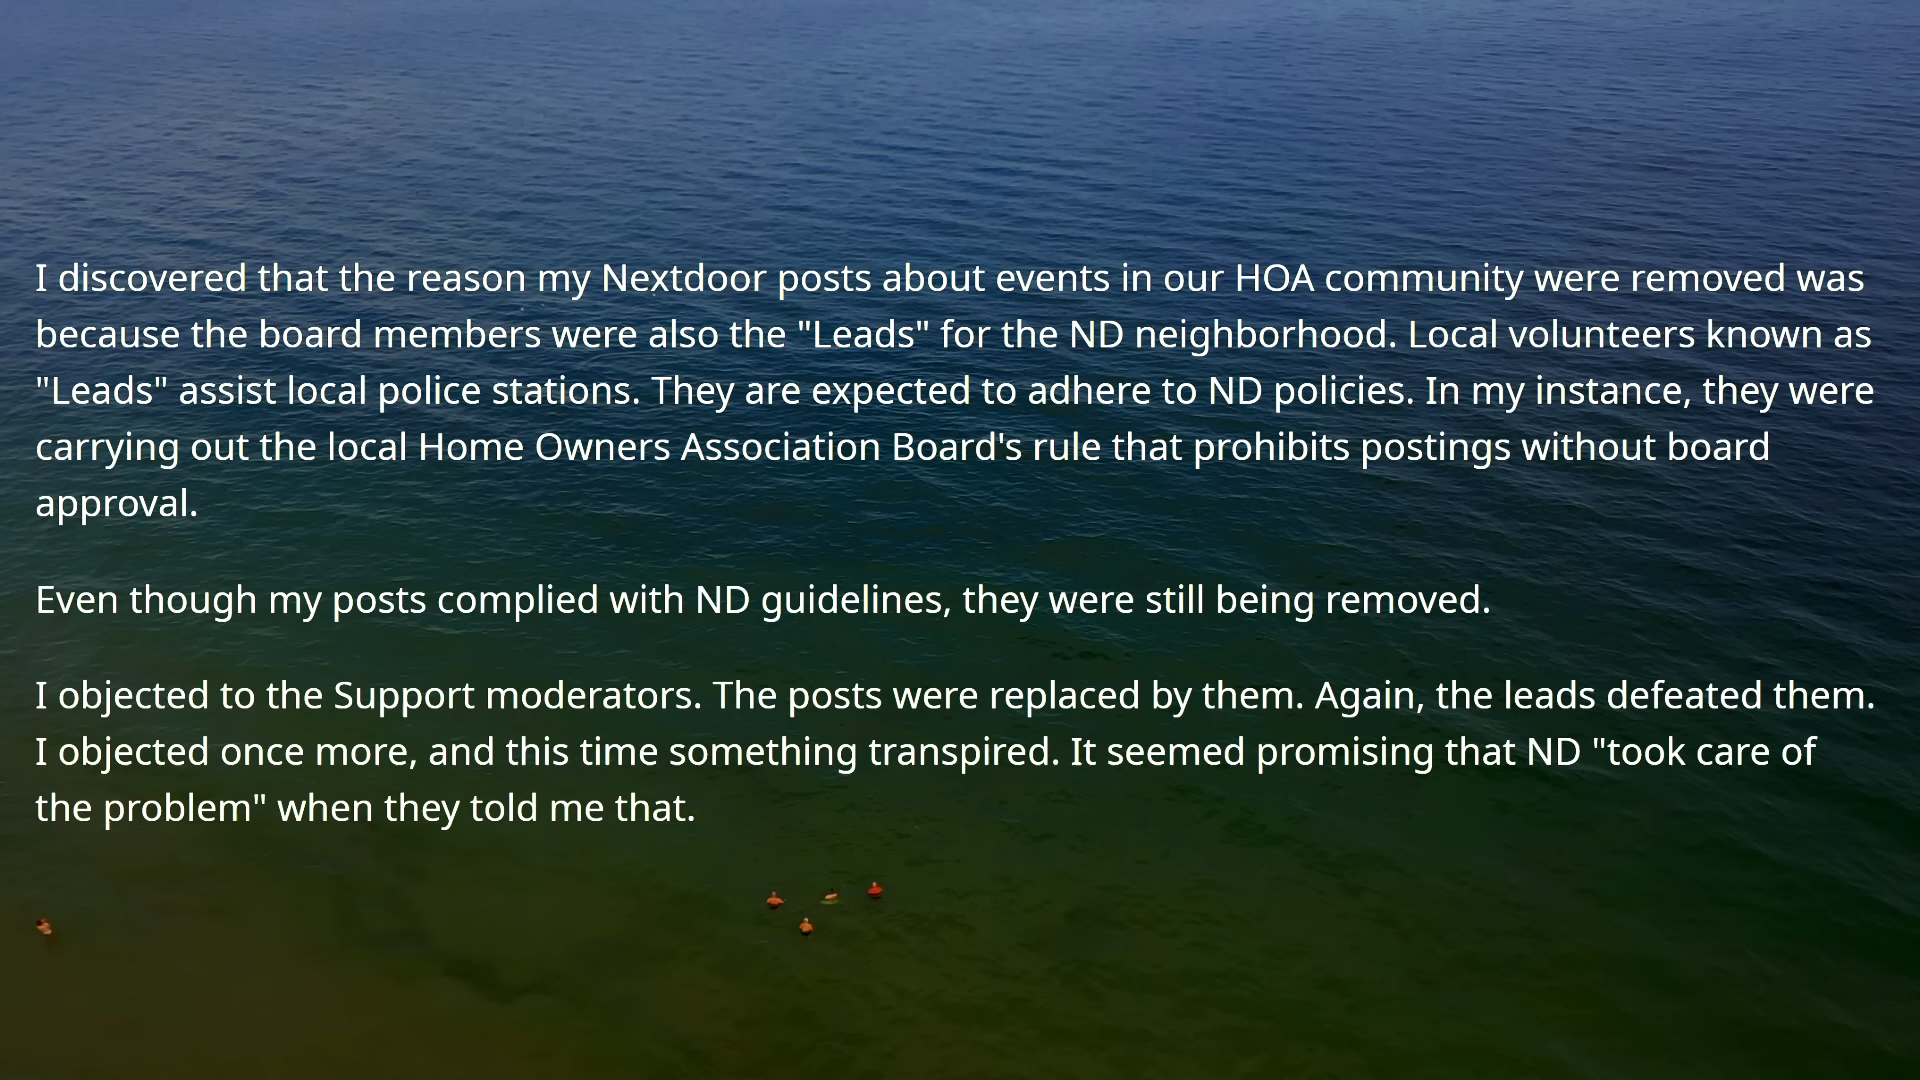 I discovered that the reason my Nextdoor posts about events in our HOA community were removed was
because the board members were also the "Leads" for the ND neighborhood. Local volunteers known as
"Leads" assist local police stations. They are expected to adhere to ND policies. In my instance, they were
carrying out the local Home Owners Association Board's rule that prohibits postings without board
approval.
Even though my posts complied with ND guidelines, they were still being removed.
I objected to the Support moderators. The posts were replaced by them. Again, the leads defeated them.
I objected once more, and this time something transpired. It seemed promising that ND "took care of
the problem" when they told me that.